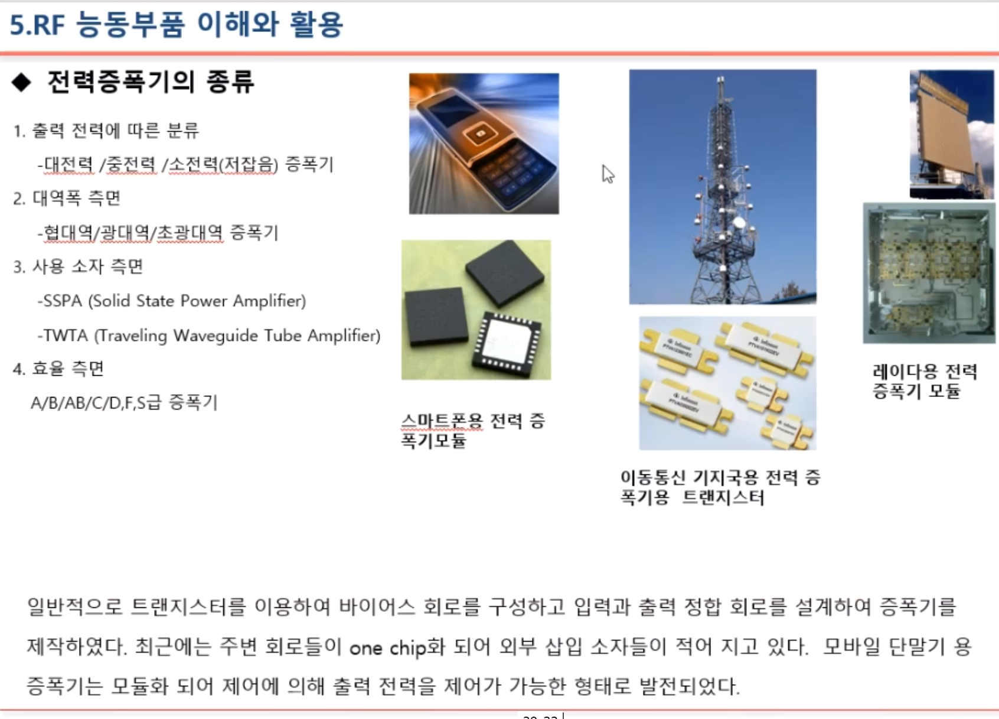 5.RF 능동부품 이해와 활용
◆ 전력증폭기의 종류
1. 출력 전력에 따른 분류
-대전력 /중전력 /소전력(저잡음) 증폭기
2. 대역폭 측면
-협대역/광대역/초광대역 증폭기
3. 사용 소자 측면
-SSPA (Solid State Power Amplifier)
-TWTA (Traveling Waveguide Tube Amplifier)
4. 효율 측면
A/B/AB/C/D,F,S급 증폭기
스마트폰용 전력 증
폭기모듈
Infineon
Infineon
Infineon
이동통신 기지국용 전력 증
폭기용 트랜지스터
레이다용 전력
증폭기 모듈
일반적으로 트랜지스터를 이용하여 바이어스 회로를 구성하고 입력과 출력 정합 회로를 설계하여 증폭기를
제작하였다. 최근에는 주변 회로들이 one chip화 되어 외부 삽입 소자들이 적어 지고 있다. 모바일 단말기 용
증폭기는 모듈화 되어 제어에 의해 출력 전력을 제어가 가능한 형태로 발전되었다.